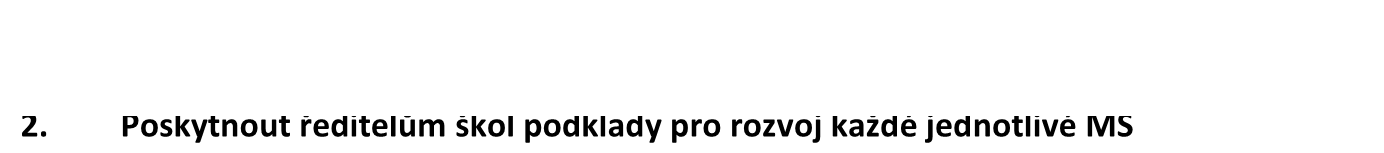 2. Poskytnout ředitelům škol podklady pro rozvoj každé jednotlivé MŠ